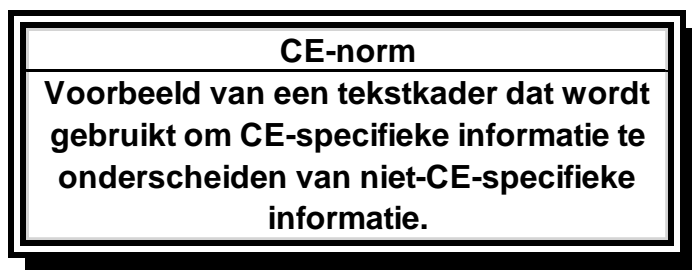 CE-norm
Voorbeeld van een tekstkader dat wordt
gebruikt om CE-specifieke informatie te
onderscheiden van niet-CE-specifieke
informatie.